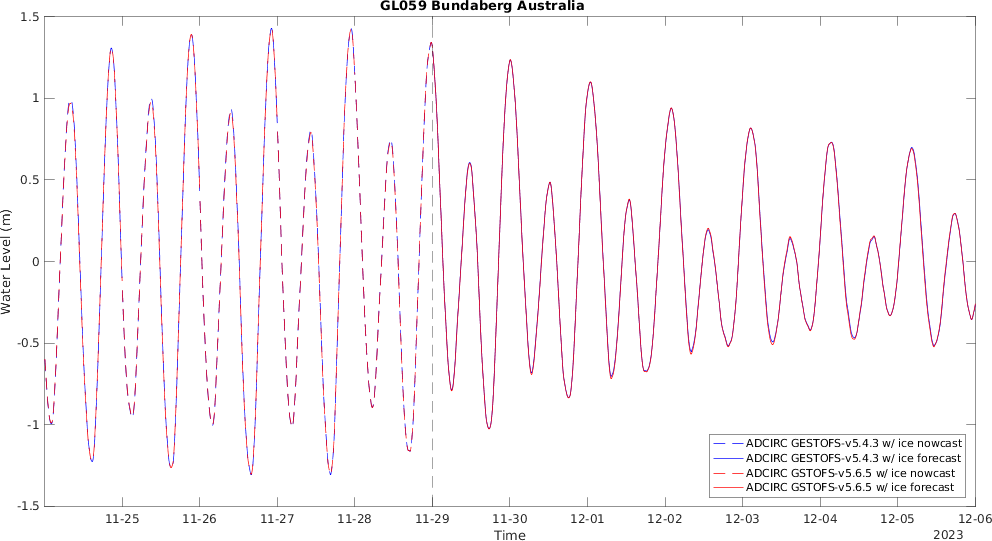 GL059 Bundaberg Australia
Water Level (m)
1.5
1
0.5
0
-0.5
-1
-1.5
ADCIRC GESTOFS-v5.4.3 w/ ice nowcast
ADCIRC GESTOFS-v5.4.3 w/ ice forecast
ADCIRC GSTOFS-v5.6.5 w/ ice nowcast
ADCIRC GSTOFS-v5.6.5 w/ ice forecast
11-25 11-26 11-27 11-28 11-29 11-30 12-01 12-02 12-03 12-04 12-05 12-06
Time
2023